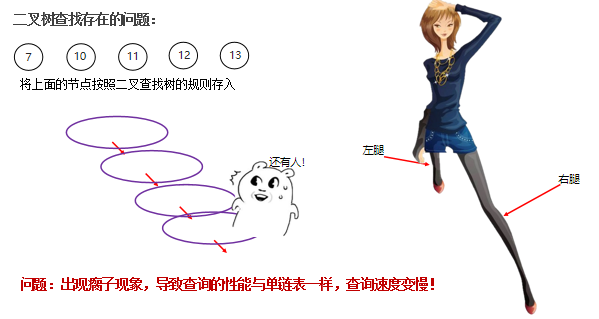 二叉树查找存在的问题：
7 10 11 12 13
将上面的节点按照二叉查找树的规则存入
还有人！
左腿
右腿
问题：出现腐子现象，导致查询的性能与单链表一样，查询速度变慢！